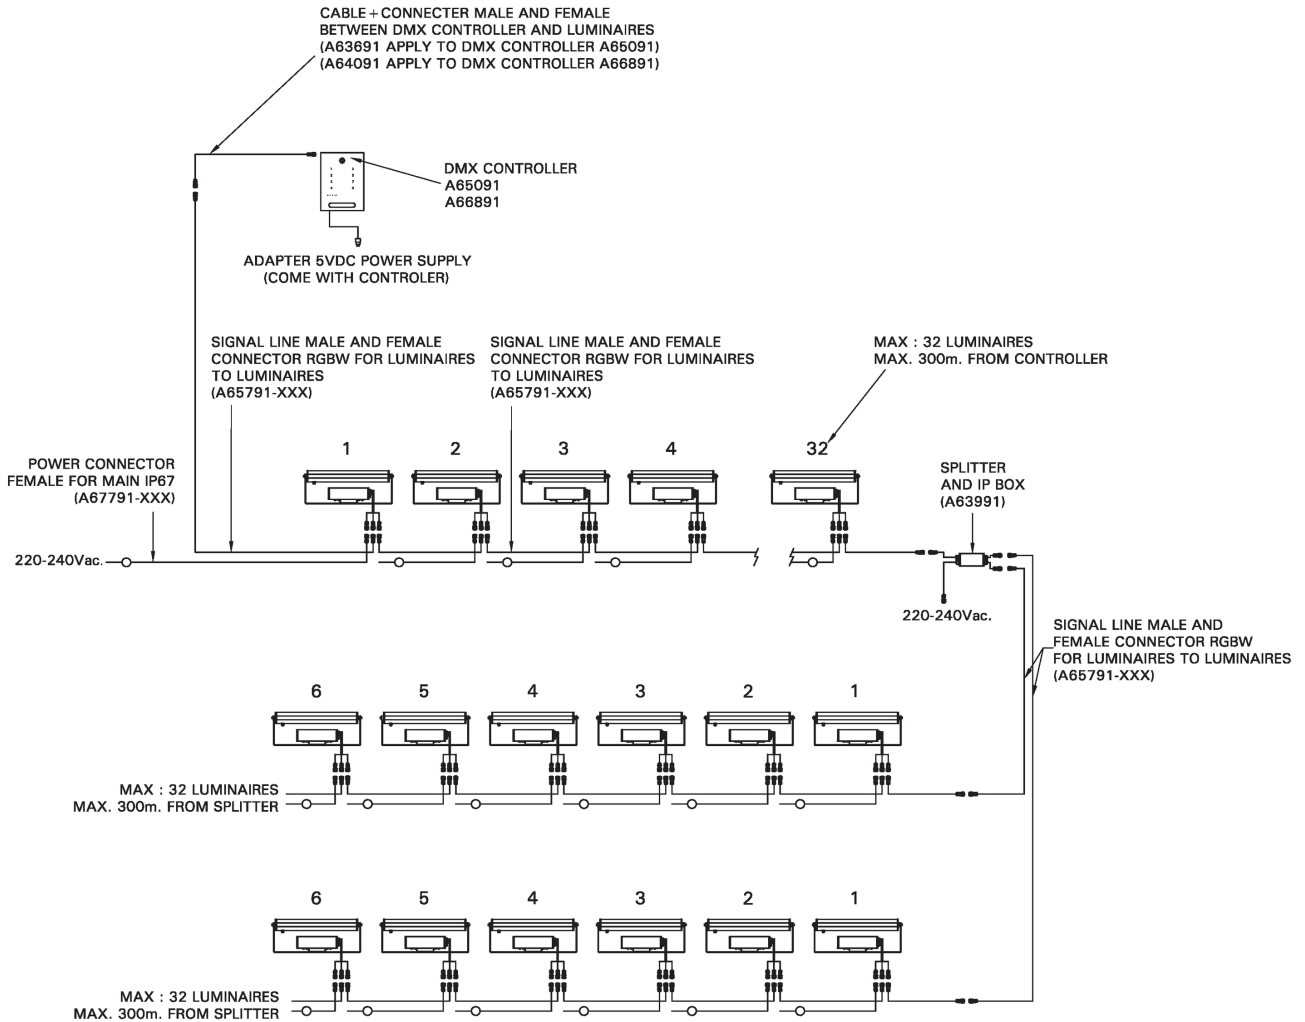 CABLE+CONNECTER MALE AND FEMALE
BETWEEN DMX CONTROLLER AND LUMINAIRES
(A63691 APPLY TO DMX CONTROLLER A65091)
(A64091 APPLY TO DMX CONTROLLER A66891)
DMX CONTROLLER
A65091
A66891
ADAPTER 5VDC POWER SUPPLY
(COME WITH CONTROLER)
SIGNAL LINE MALE AND FEMALE
CONNECTOR RGBW FOR LUMINAIRES
TO LUMINAIRES
(A65791-XXX)
SIGNAL LINE MALE AND FEMALE
CONNECTOR RGBW FOR LUMINAIRES
TO LUMINAIRES
(A65791-XXX)
MAX : 32 LUMINAIRES
MAX. 300m. FROM CONTROLLER
1 2 3 4 32
POWER CONNECTOR
FEMALE FOR MAIN IP67
(A67791-XXX)
SPLITTER
AND IP BOX
(A63991)
220-240Vac.
220-240Vac.
SIGNAL LINE MALE AND
FEMALE CONNECTOR RGBW
FOR LUMINAIRES TO LUMINAIRES
(A65791-XXX)
6 5 4 3 2 1
MAX : 32 LUMINAIRES
MAX. 300m. FROM SPLITTER
6 5 4 3 2 1
MAX : 32 LUMINAIRES
MAX. 300m. FROM SPLITTER